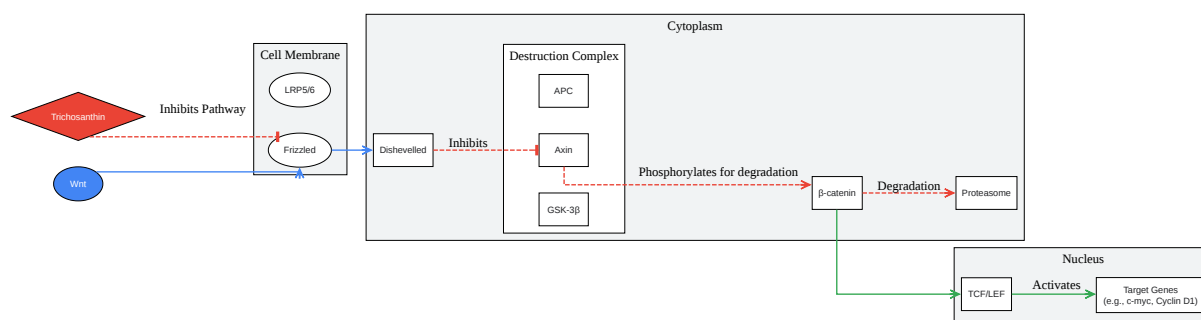 Cytoplasm
Cell Membrane
Destruction Complex
LRP5/6
APC
Trichosanthin
Inhibits Pathway
Frizzled
Dishevelled
Inhibits
Axin
Wnt
Phosphorylates for degradation
β-catenin
Degradation
Proteasome
GSK-3β
Nucleus
TCF/LEF
Activates
Target Genes
(e.g., c-myc, Cyclin D1)